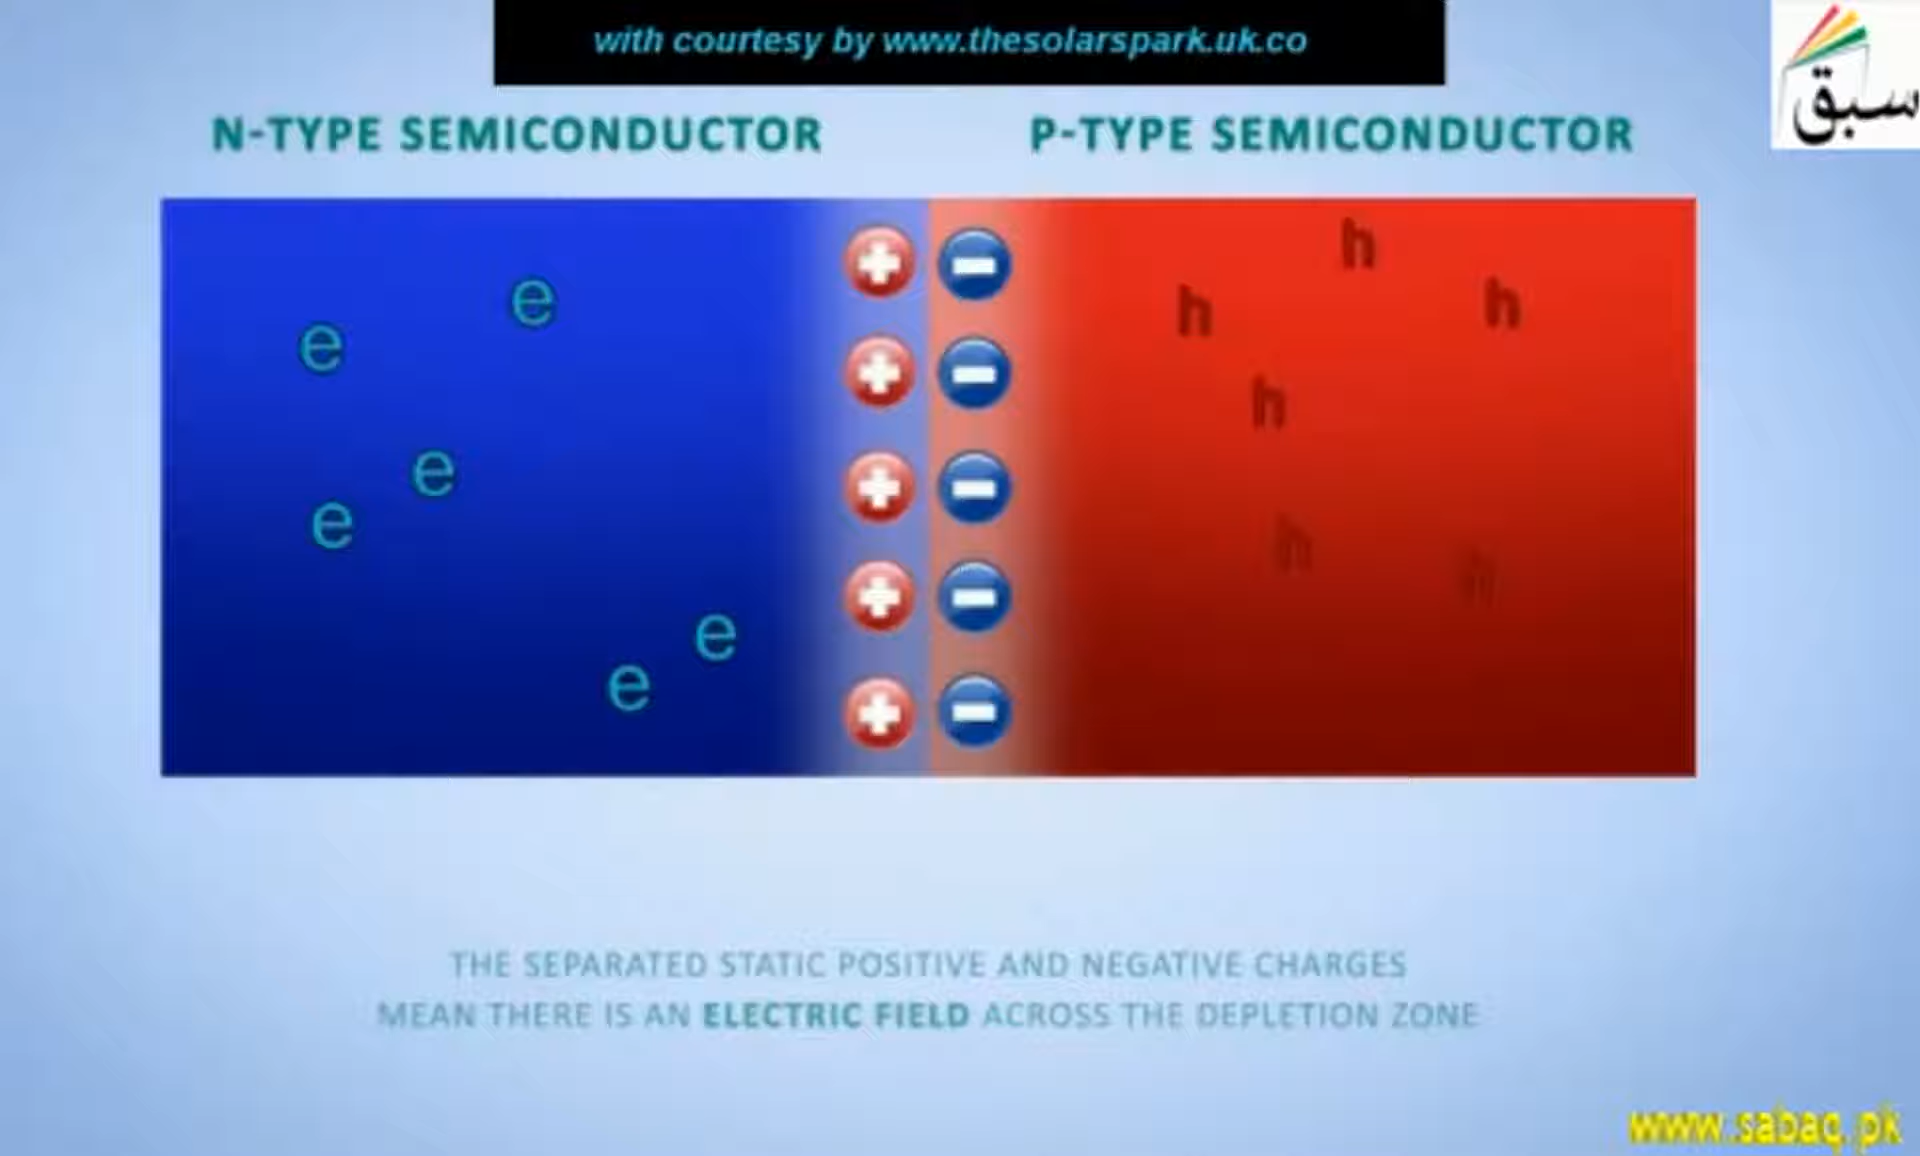 with courtesy by www.thesolarspark.uk.co
سبق
N-TYPE SEMICONDUCTOR
P-TYPE SEMICONDUCTOR
h
e
h
h
e
h
e
e
h
h
e
e
THE SEPARATED STATIC POSITIVE AND NEGATIVE CHARGES
MEAN THERE IS AN ELECTRIC FIELD ACROSS THE DEPLETION ZONE
www.sabaq.pk